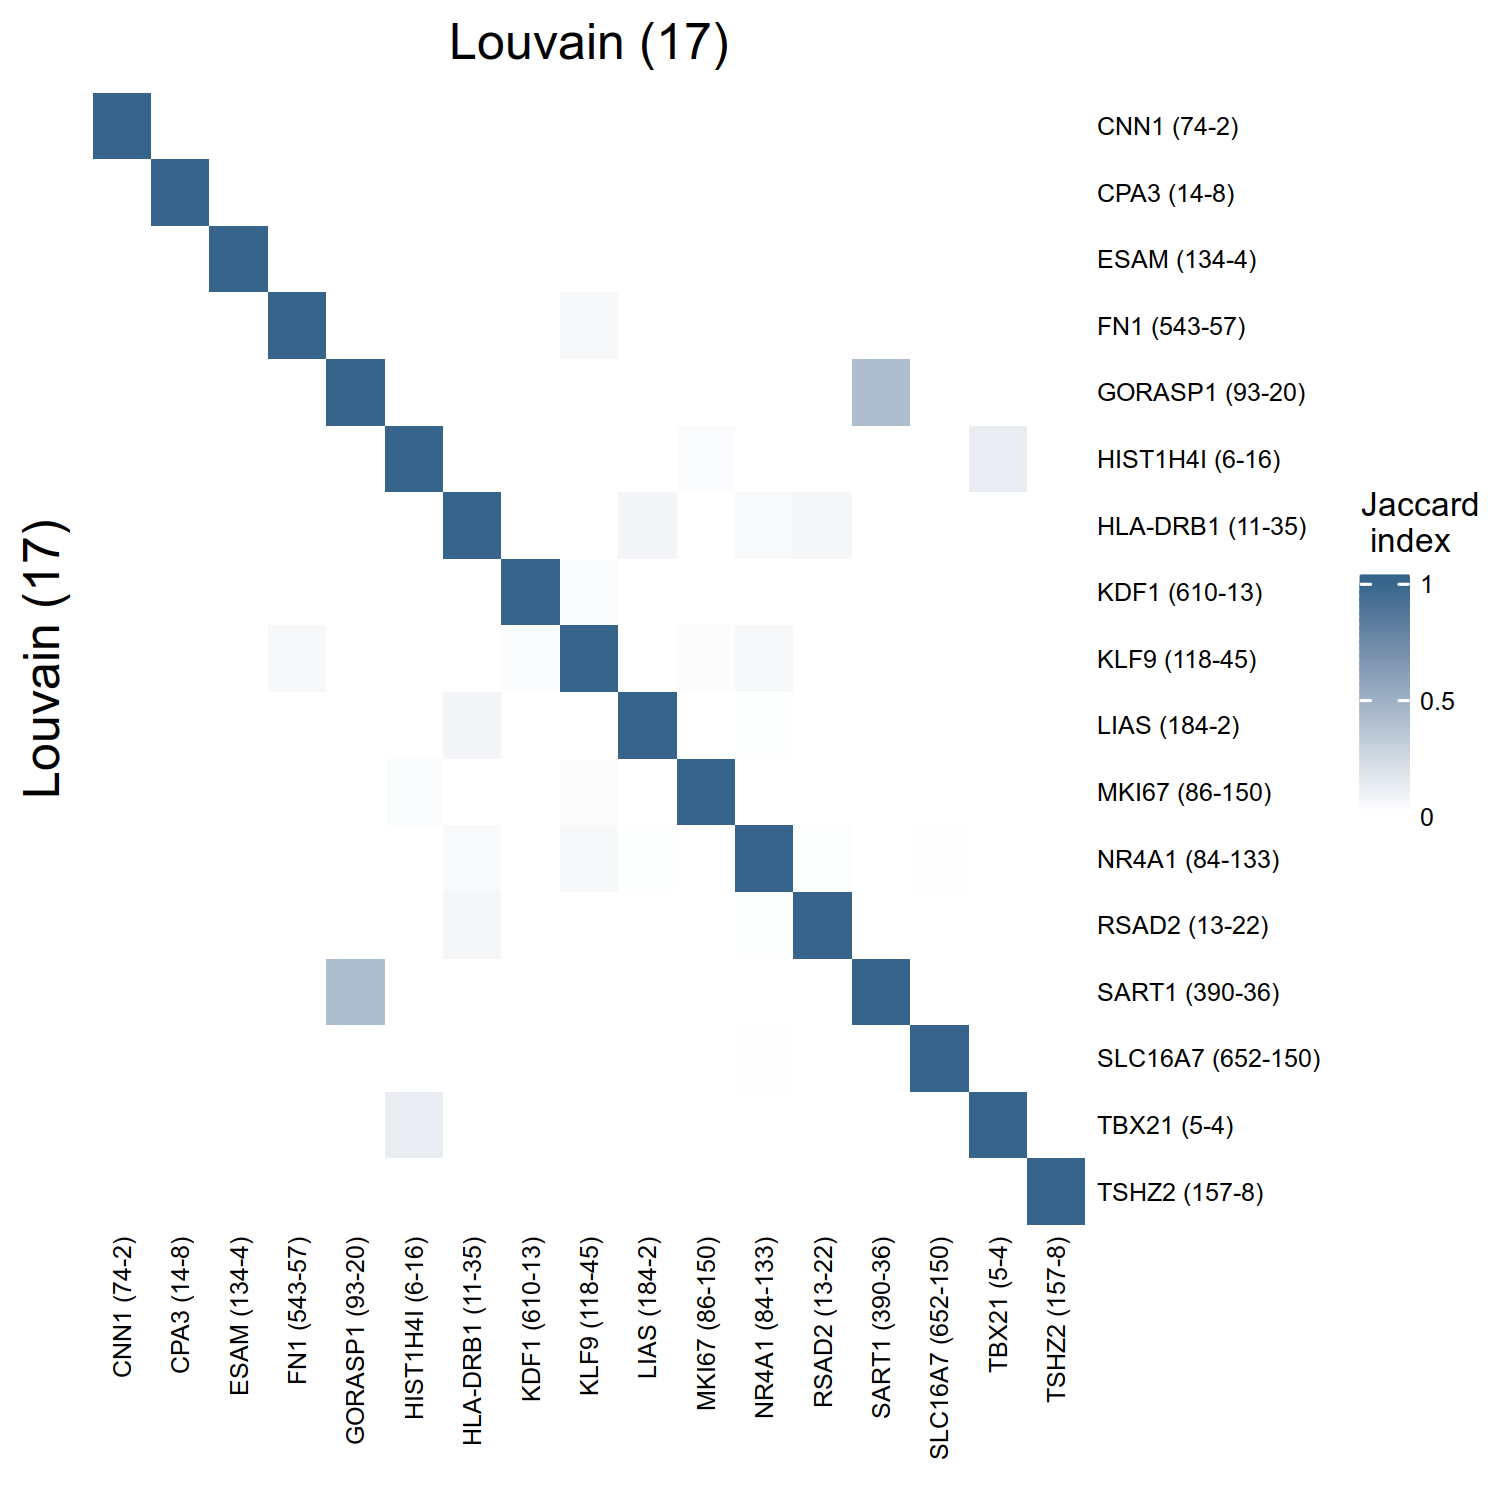 Louvain (17)
Louvain (17)
CNN1 (74-2)
CPA3 (14-8)
ESAM (134-4)
FN1 (543-57)
GORASP1 (93-20)
HIST1H4I (6-16)
HLA-DRB1 (11-35)
KDF1 (610-13)
KLF9 (118-45)
LIAS (184-2)
MKI67 (86-150)
NR4A1 (84-133)
RSAD2 (13-22)
SART1 (390-36)
SLC16A7 (652-150)
TBX21 (5-4)
TSHZ2 (157-8)
Jaccard
index
1
0.5
0
CNN1 (74-2)
CPA3 (14-8)
ESAM (134-4)
FN1 (543-57)
GORASP1 (93-20)
HIST1H4I (6-16)
HLA-DRB1 (11-35)
KDF1 (610-13)
KLF9 (118-45)
LIAS (184-2)
MKI67 (86-150)
NR4A1 (84-133)
RSAD2 (13-22)
SART1 (390-36)
SLC16A7 (652-150)
TBX21 (5-4)
TSHZ2 (157-8)